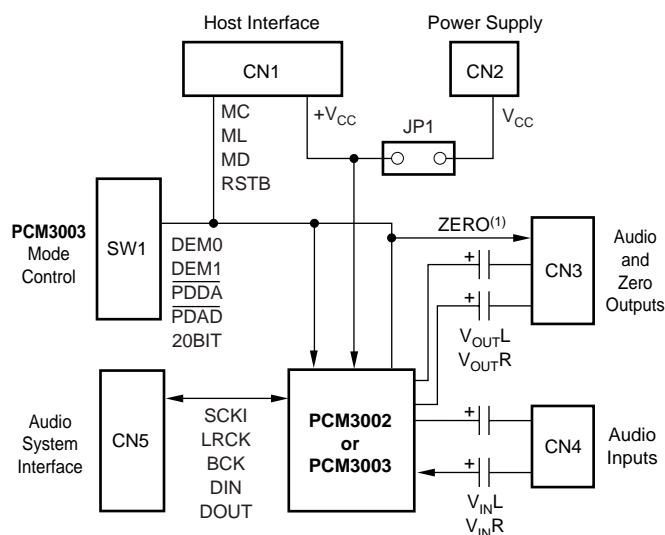 Host Interface
Power Supply
CN1
CN2
MC
ML
MD
RSTB
+VCC
JP1
VCC
PCM3003
Mode
Control
SW1
DEM0
DEM1
PDDA
PDAD
20BIT
ZERO(1)
+
+
CN3
Audio
and
Zero
Outputs
VOUTL
VOUTR
Audio
System
Interface
CN5
SCKI
LRCK
BCK
DIN
DOUT
PCM3002
or
PCM3003
+
+
CN4
Audio
Inputs
VINL
VINR